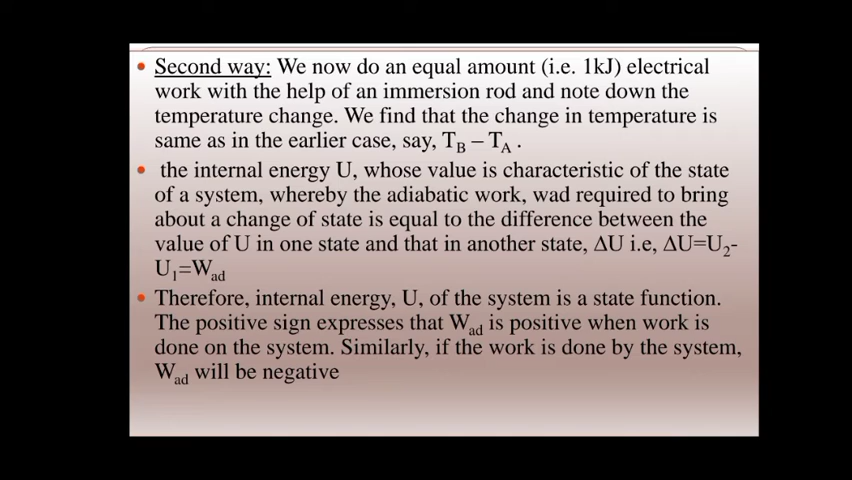 • Second way: We now do an equal amount (i.e. 1kJ) electrical
work with the help of an immersion rod and note down the
temperature change. We find that the change in temperature is
same as in the earlier case, say, T_B – T_A .
• the internal energy U, whose value is characteristic of the state
of a system, whereby the adiabatic work, wad required to bring
about a change of state is equal to the difference between the
value of U in one state and that in another state, ΔU i.e, ΔU=U₂-
U₁=W_ad
• Therefore, internal energy, U, of the system is a state function.
The positive sign expresses that W_ad is positive when work is
done on the system. Similarly, if the work is done by the system,
W_ad will be negative